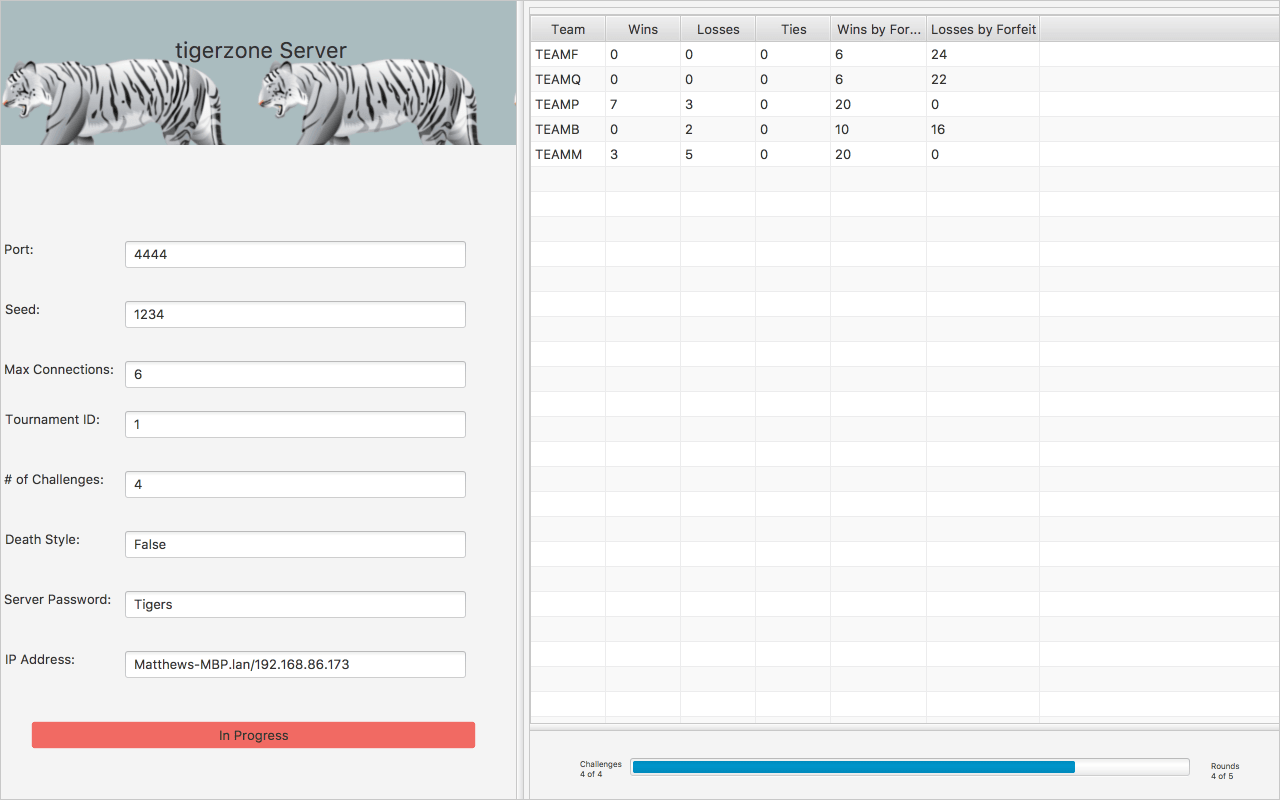 tigerzone Server
Port:
4444
Seed:
1234
Max Connections:
6
Tournament ID:
1
# of Challenges:
4
Death Style:
False
Server Password:
Tigers
IP Address:
Matthews-MBP.lan/192.168.86.173
In Progress
Team Wins Losses Ties Wins by For... Losses by Forfeit
TEAMF 0 0 0 6 24
TEAMQ 0 0 0 6 22
TEAMP 7 3 0 20 0
TEAMB 0 2 0 10 16
TEAMM 3 5 0 20 0
Challenges
4 of 4
Rounds
4 of 5